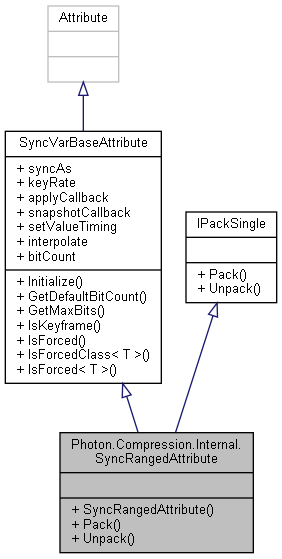 Attribute
SyncVarBaseAttribute
+ syncAs
+ keyRate
+ applyCallback
+ snapshotCallback
+ setValueTiming
+ interpolate
+ bitCount
+ Initialize()
+ GetDefaultBitCount()
+ GetMaxBits()
+ IsKeyframe()
+ IsForced()
+ IsForcedClass< T >()
+ IsForced< T >()
IPackSingle
+ Pack()
+ Unpack()
Photon.Compression.Internal.
SyncRangedAttribute
+ SyncRangedAttribute()
+ Pack()
+ Unpack()